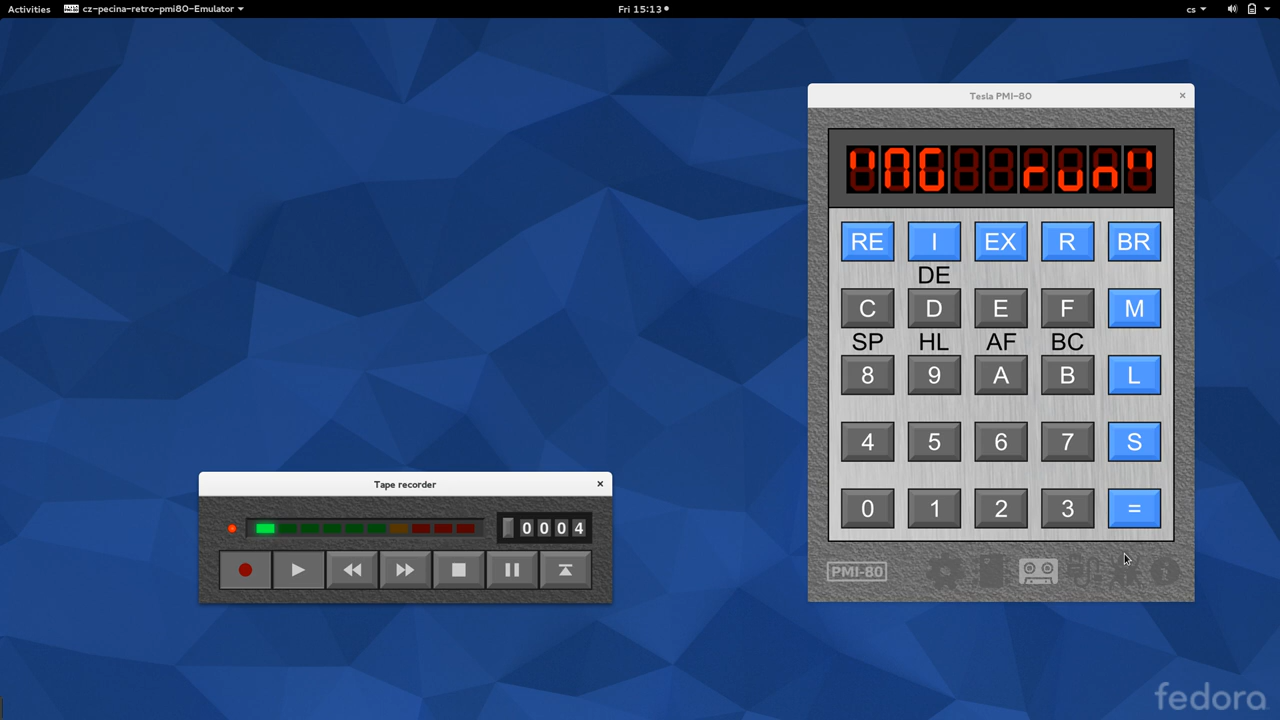 Activities cz-pecina-retro-pmi80-Emulator Fri 15:13 cs
Tesla PMI-80
RE I EX R BR
DE
C D E F M
SP HL AF BC
8 9 A B L
4 5 6 7 S
0 1 2 3 =
PMI-80
Tape recorder
0004
fedora